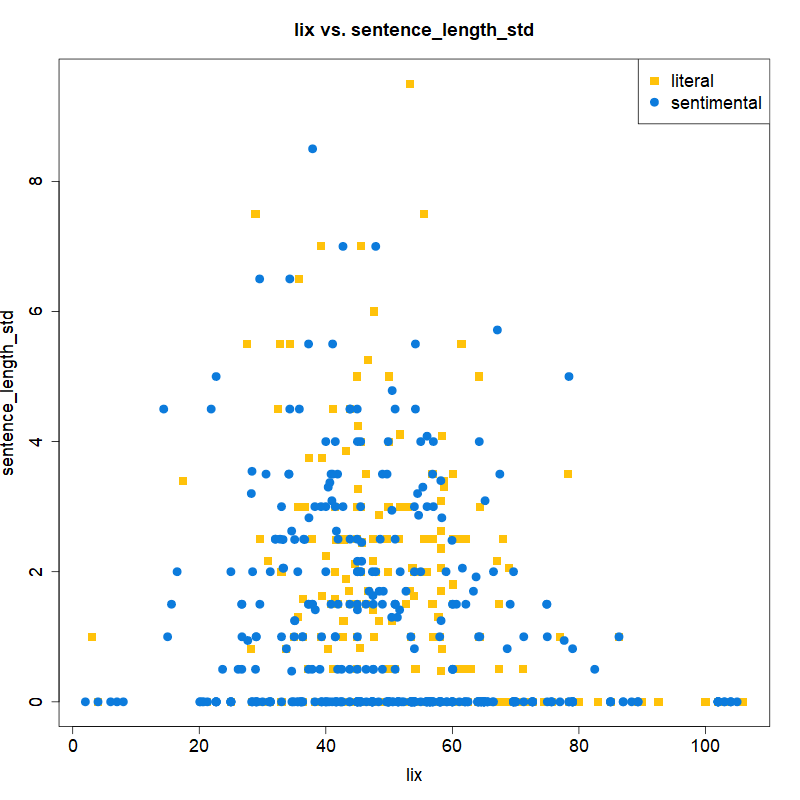 lix vs. sentence_length_std
literal
sentimental
sentence_length_std
8
6
4
2
0
0 20 40 60 80 100
lix